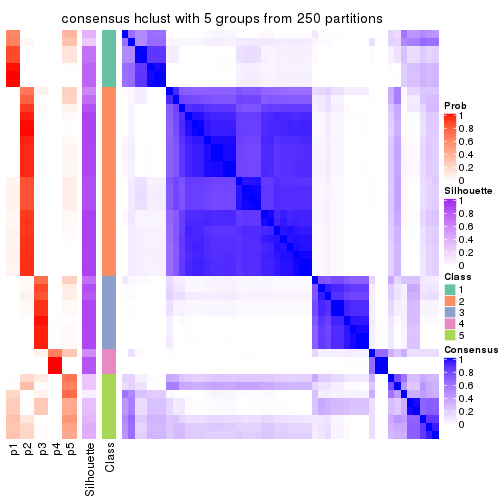 consensus hclust with 5 groups from 250 partitions
Prob
1
0.8
0.6
0.4
0.2
0
Silhouette
1
0.8
0.6
0.4
0.2
0
Class
1
2
3
4
5
Consensus
1
0.8
0.6
0.4
0.2
0
p1
p2
p3
p4
p5
Silhouette
Class